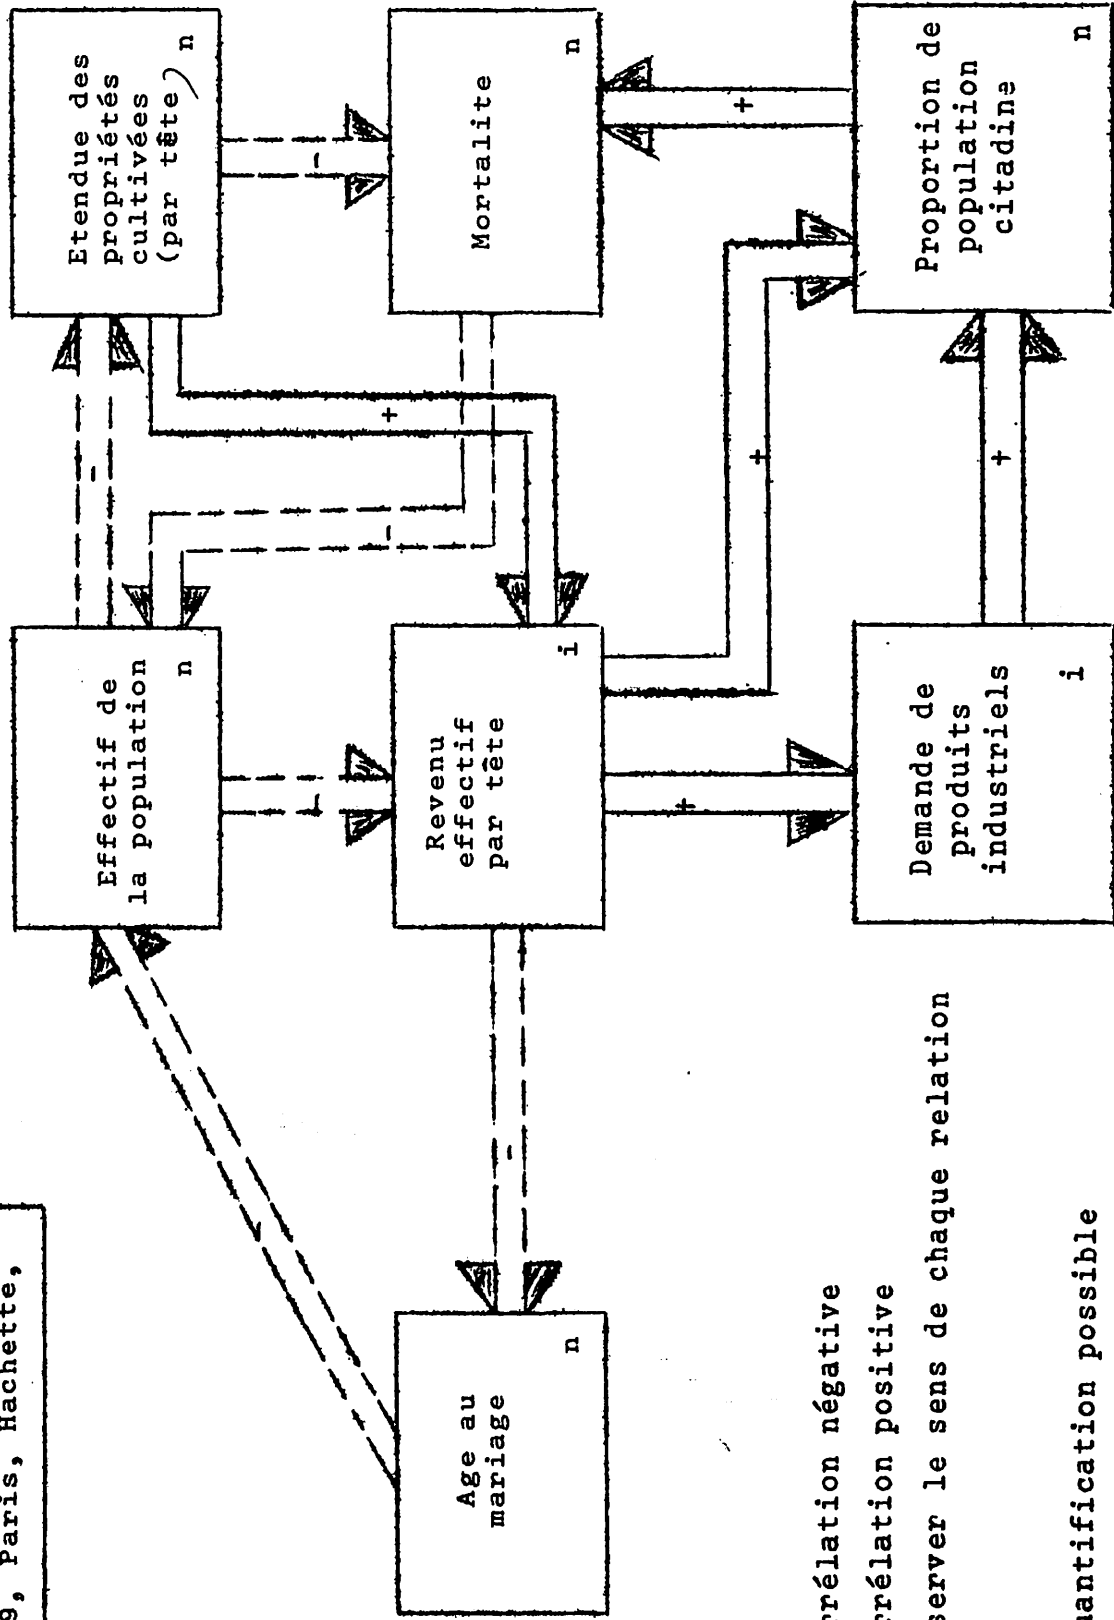 g, Paris, Hachette,
Effectif de
la population
n
-
Etendue des
propriétés
cultivées
(par tête)
n
-
-
-
+
-
Age au
mariage
n
-
Revenu
effectif
par tête
i
Mortalite
n
+
+
+
rrélation négative
rrélation positive
server le sens de chaque relation
uantification possible
Demande de
produits
industriels
i
+
Proportion de
population
citadine
n